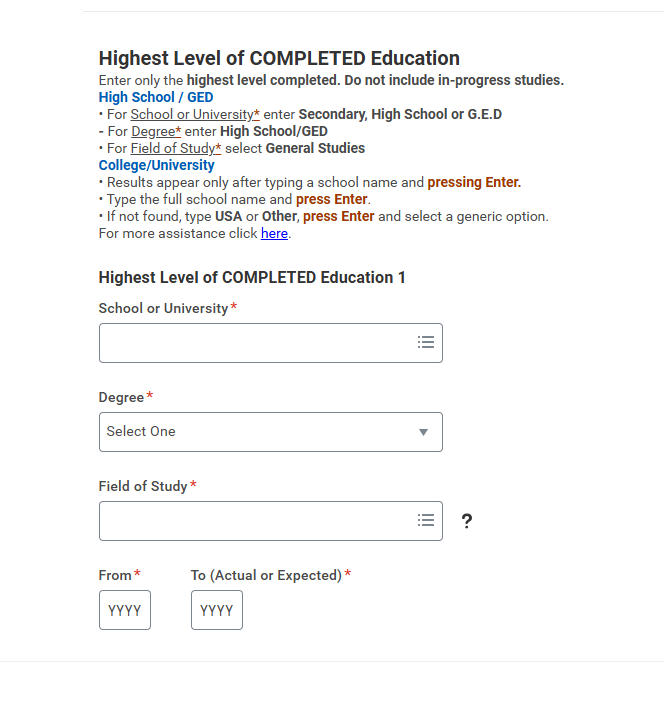 Highest Level of COMPLETED Education
Enter only the highest level completed. Do not include in-progress studies.
High School / GED
• For School or University* enter Secondary, High School or G.E.D
- For Degree* enter High School/GED
• For Field of Study* select General Studies
College/University
• Results appear only after typing a school name and pressing Enter.
• Type the full school name and press Enter.
• If not found, type USA or Other, press Enter and select a generic option.
For more assistance click here.
Highest Level of COMPLETED Education 1
School or University*
Degree*
Select One
Field of Study*
?
From* To (Actual or Expected)*
YYYY YYYY